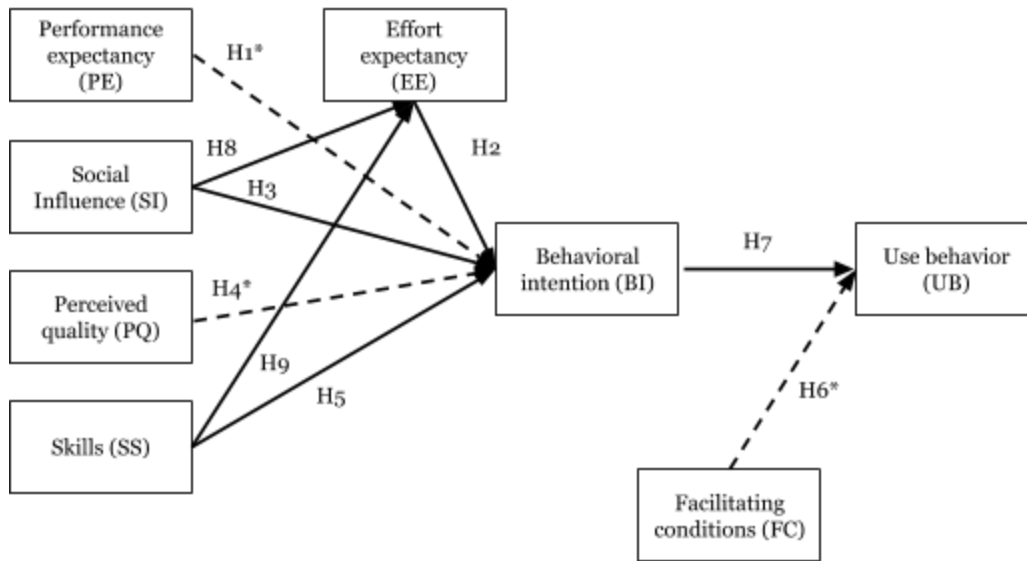 Performance
expectancy
(PE)
H1*
Effort
expectancy
(EE)
H8
H2
Social
Influence (SI)
H3
Behavioral
intention (BI)
H7
Use behavior
(UB)
Perceived
quality (PQ)
H4*
H9
H5
H6*
Skills (SS)
Facilitating
conditions (FC)